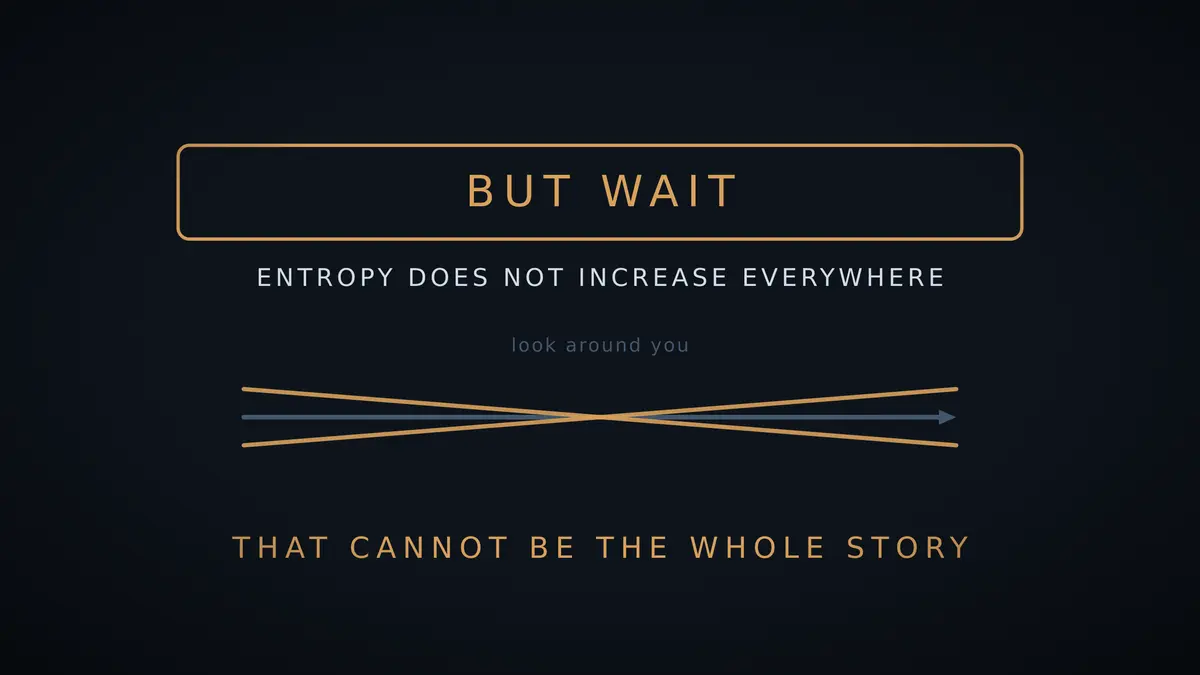 BUT WAIT
ENTROPY DOES NOT INCREASE EVERYWHERE
look around you
THAT CANNOT BE THE WHOLE STORY